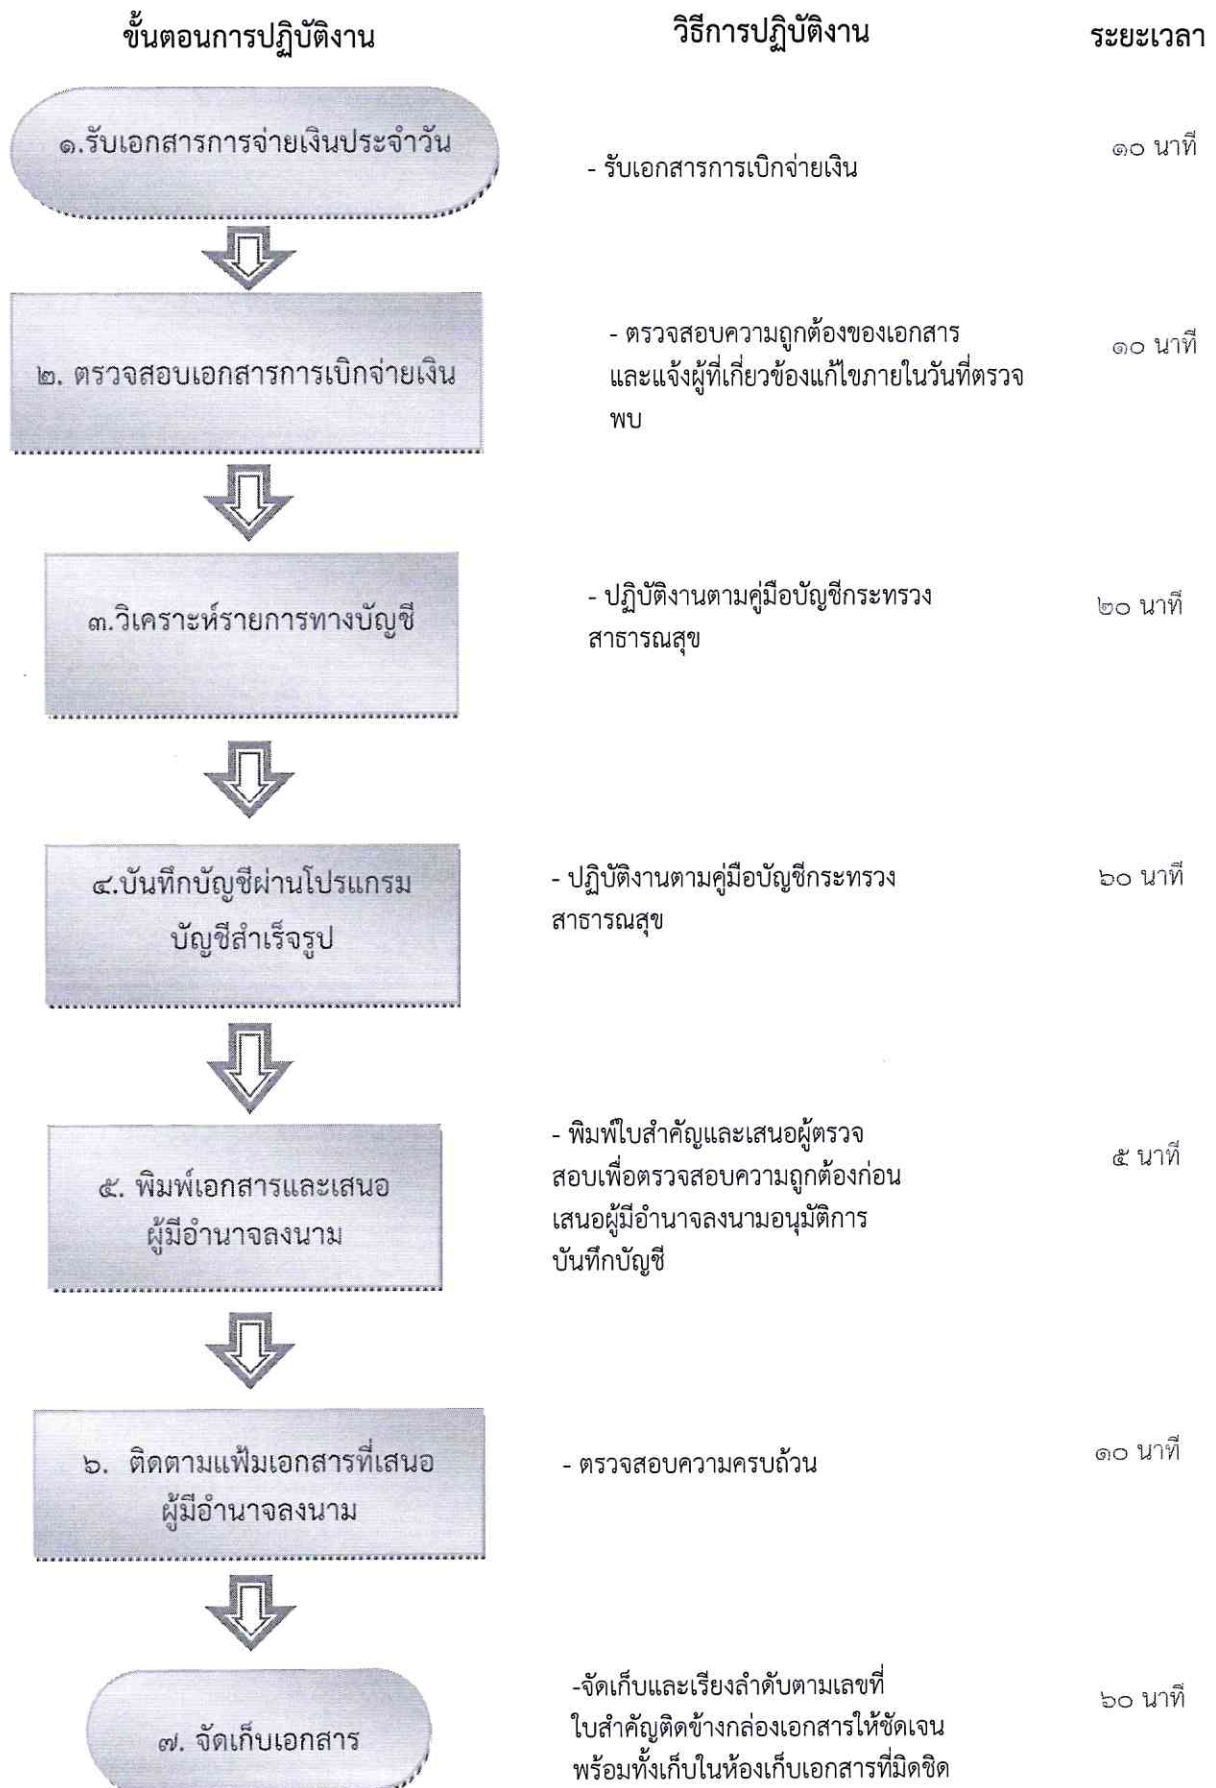 ขั้นตอนการปฏิบัติงาน
วิธีการปฏิบัติงาน
ระยะเวลา
๑.รับเอกสารการจ่ายเงินประจำวัน
- รับเอกสารการเบิกจ่ายเงิน
๑๐ นาที
๒. ตรวจสอบเอกสารการเบิกจ่ายเงิน
- ตรวจสอบความถูกต้องของเอกสาร
และแจ้งผู้ที่เกี่ยวข้องแก้ไขภายในวันที่ตรวจ
พบ
๑๐ นาที
๓.วิเคราะห์รายการทางบัญชี
- ปฏิบัติงานตามคู่มือบัญชีกระทรวง
สาธารณสุข
๒๐ นาที
๔.บันทึกบัญชีผ่านโปรแกรม
บัญชีสำเร็จรูป
- ปฏิบัติงานตามคู่มือบัญชีกระทรวง
สาธารณสุข
๖๐ นาที
๕. พิมพ์เอกสารและเสนอ
ผู้มีอำนาจลงนาม
- พิมพ์ใบสำคัญและเสนอผู้ตรวจ
สอบเพื่อตรวจสอบความถูกต้องก่อน
เสนอผู้มีอำนาจลงนามอนุมัติการ
บันทึกบัญชี
๕ นาที
๖. ติดตามแฟ้มเอกสารที่เสนอ
ผู้มีอำนาจลงนาม
- ตรวจสอบความครบถ้วน
๑๐ นาที
๗. จัดเก็บเอกสาร
-จัดเก็บและเรียงลำดับตามเลขที่
ใบสำคัญติดข้างกล่องเอกสารให้ชัดเจน
พร้อมทั้งเก็บในห้องเก็บเอกสารที่มิดชิด
๖๐ นาที